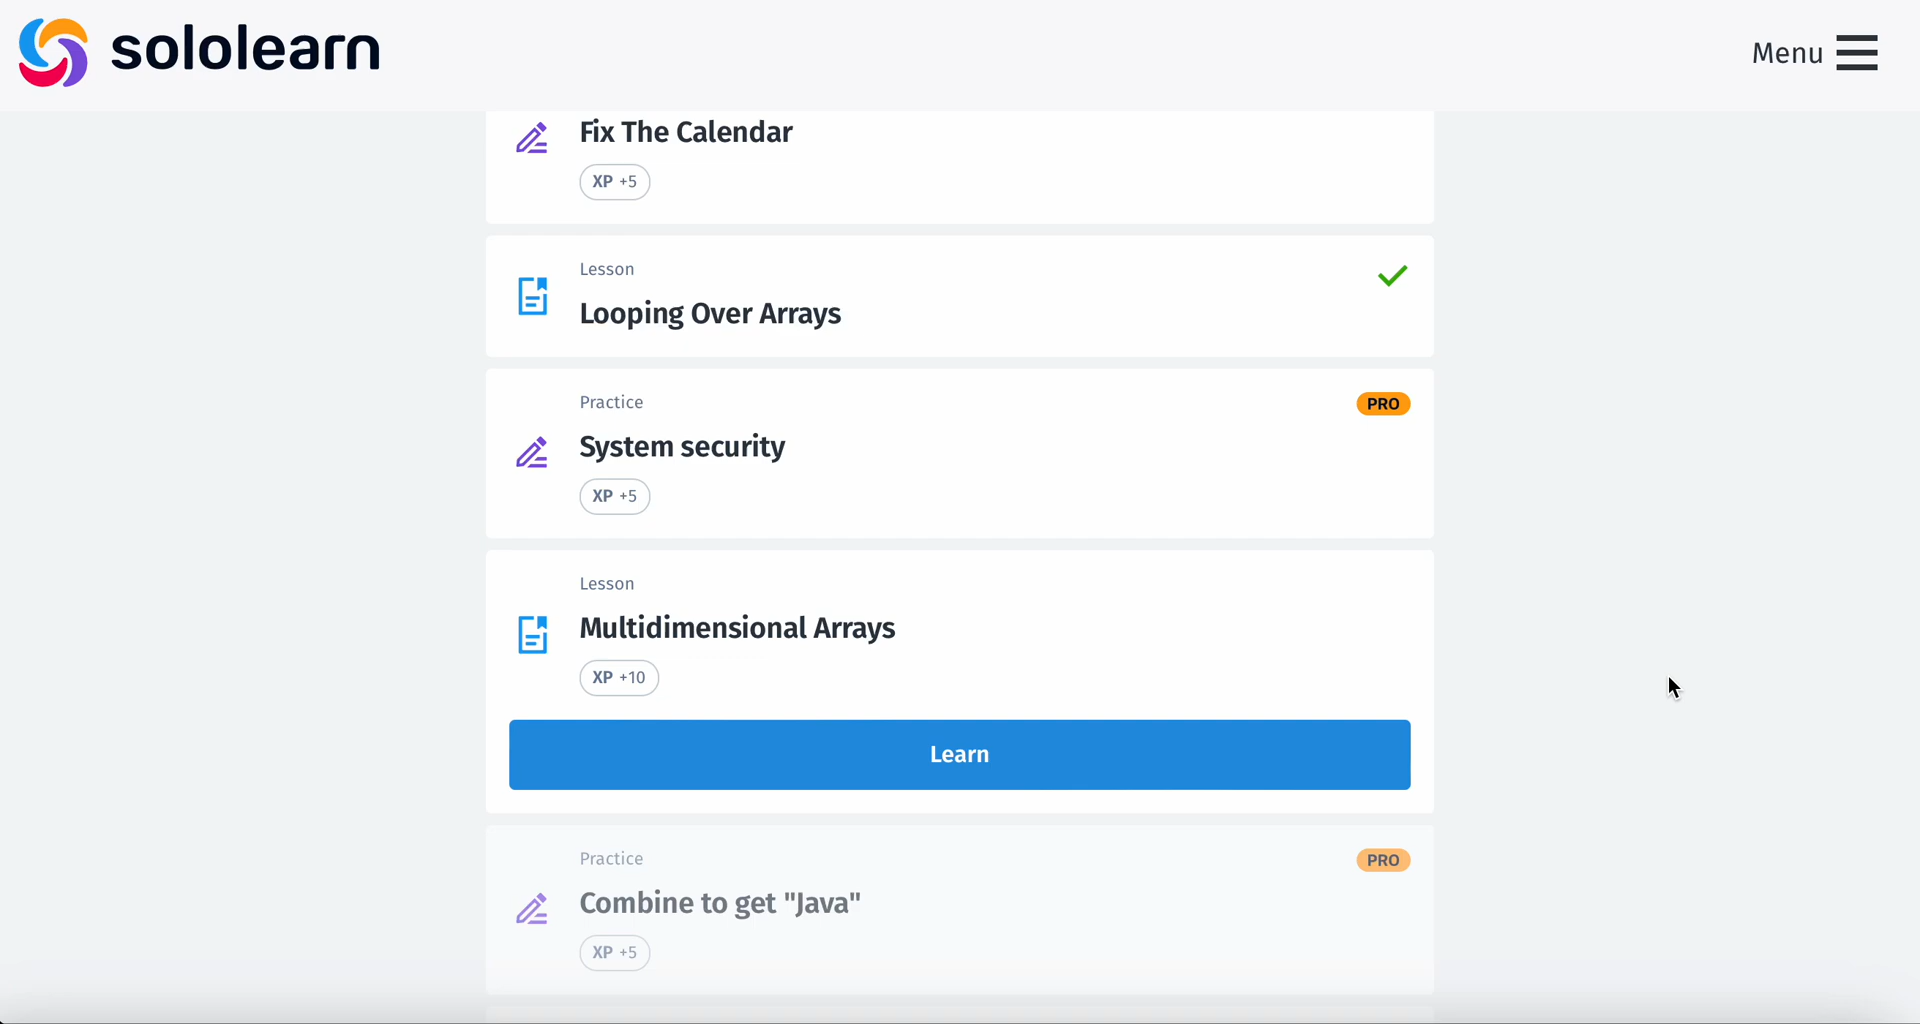 sololearn
Menu
Fix The Calendar
XP +5
Lesson
Looping Over Arrays
Practice
PRO
System security
XP +5
Lesson
Multidimensional Arrays
XP +10
Learn
Practice
PRO
Combine to get "Java"
XP +5